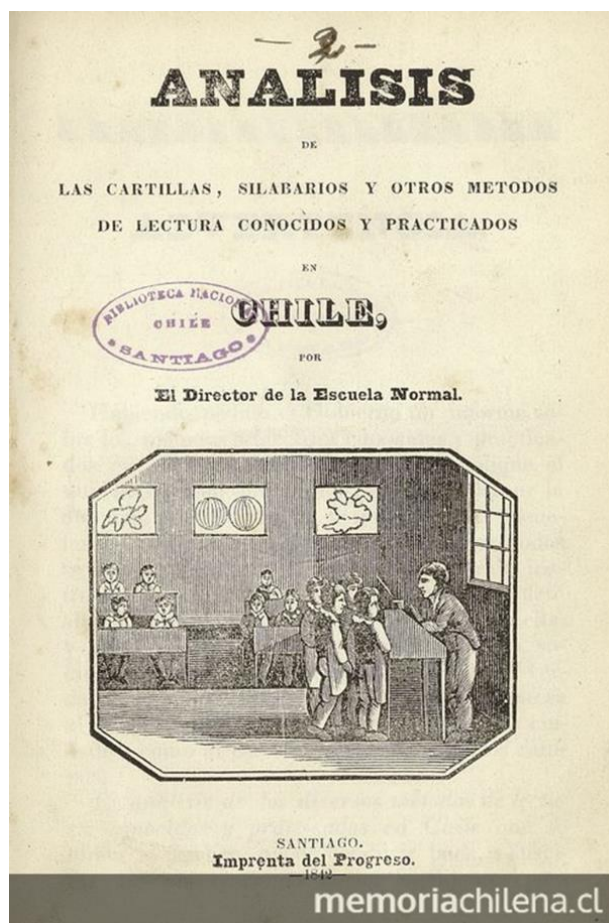 — 2 —
ANALISIS
DE
LAS CARTILLAS, SILABARIOS Y OTROS METODOS
DE LECTURA CONOCIDOS Y PRACTICADOS
EN
CHILE,
BIBLIOTECA NACIONAL
CHILE
SANTIAGO
POR
El Director de la Escuela Normal.
SANTIAGO.
Imprenta del Progreso.
—1842—
memoriachilena.cl